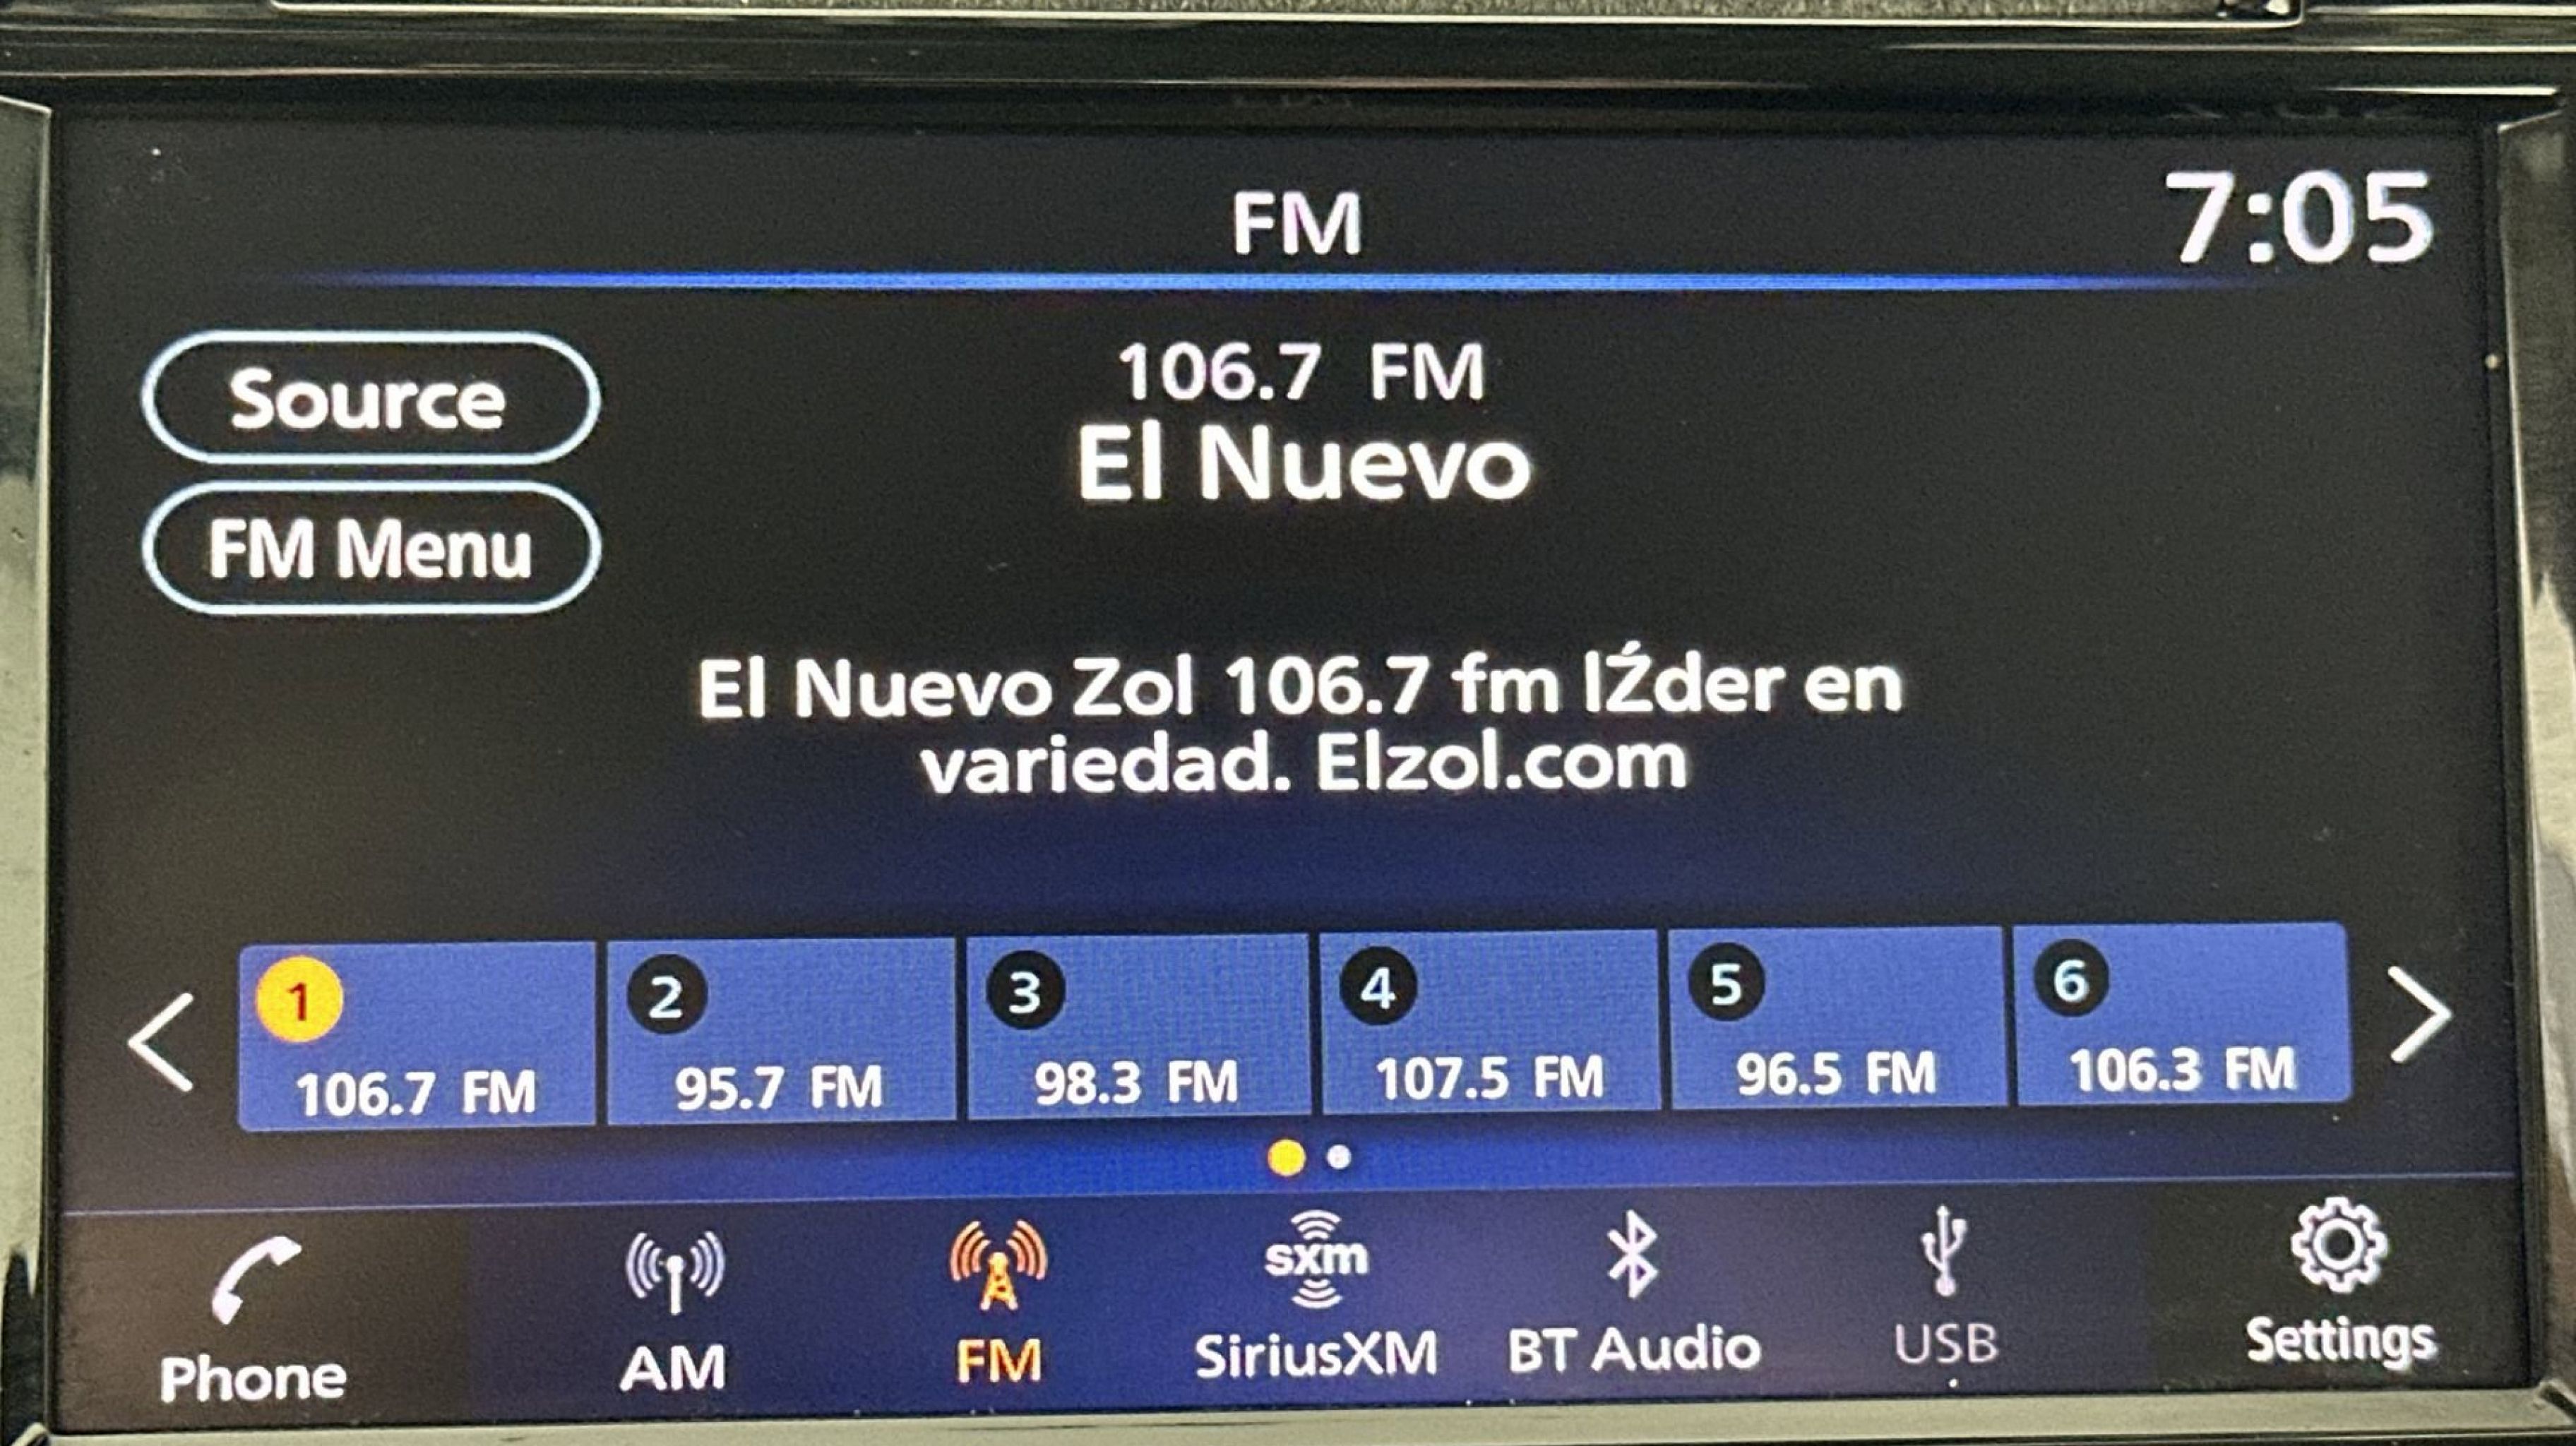 FM
7:05
Source
FM Menu
106.7 FM
El Nuevo
El Nuevo Zol 106.7 fm lŹder en
variedad. Elzol.com
1
106.7 FM
2
95.7 FM
3
98.3 FM
4
107.5 FM
5
96.5 FM
6
106.3 FM
Phone
AM
FM
sxm
SiriusXM
BT Audio
USB
Settings